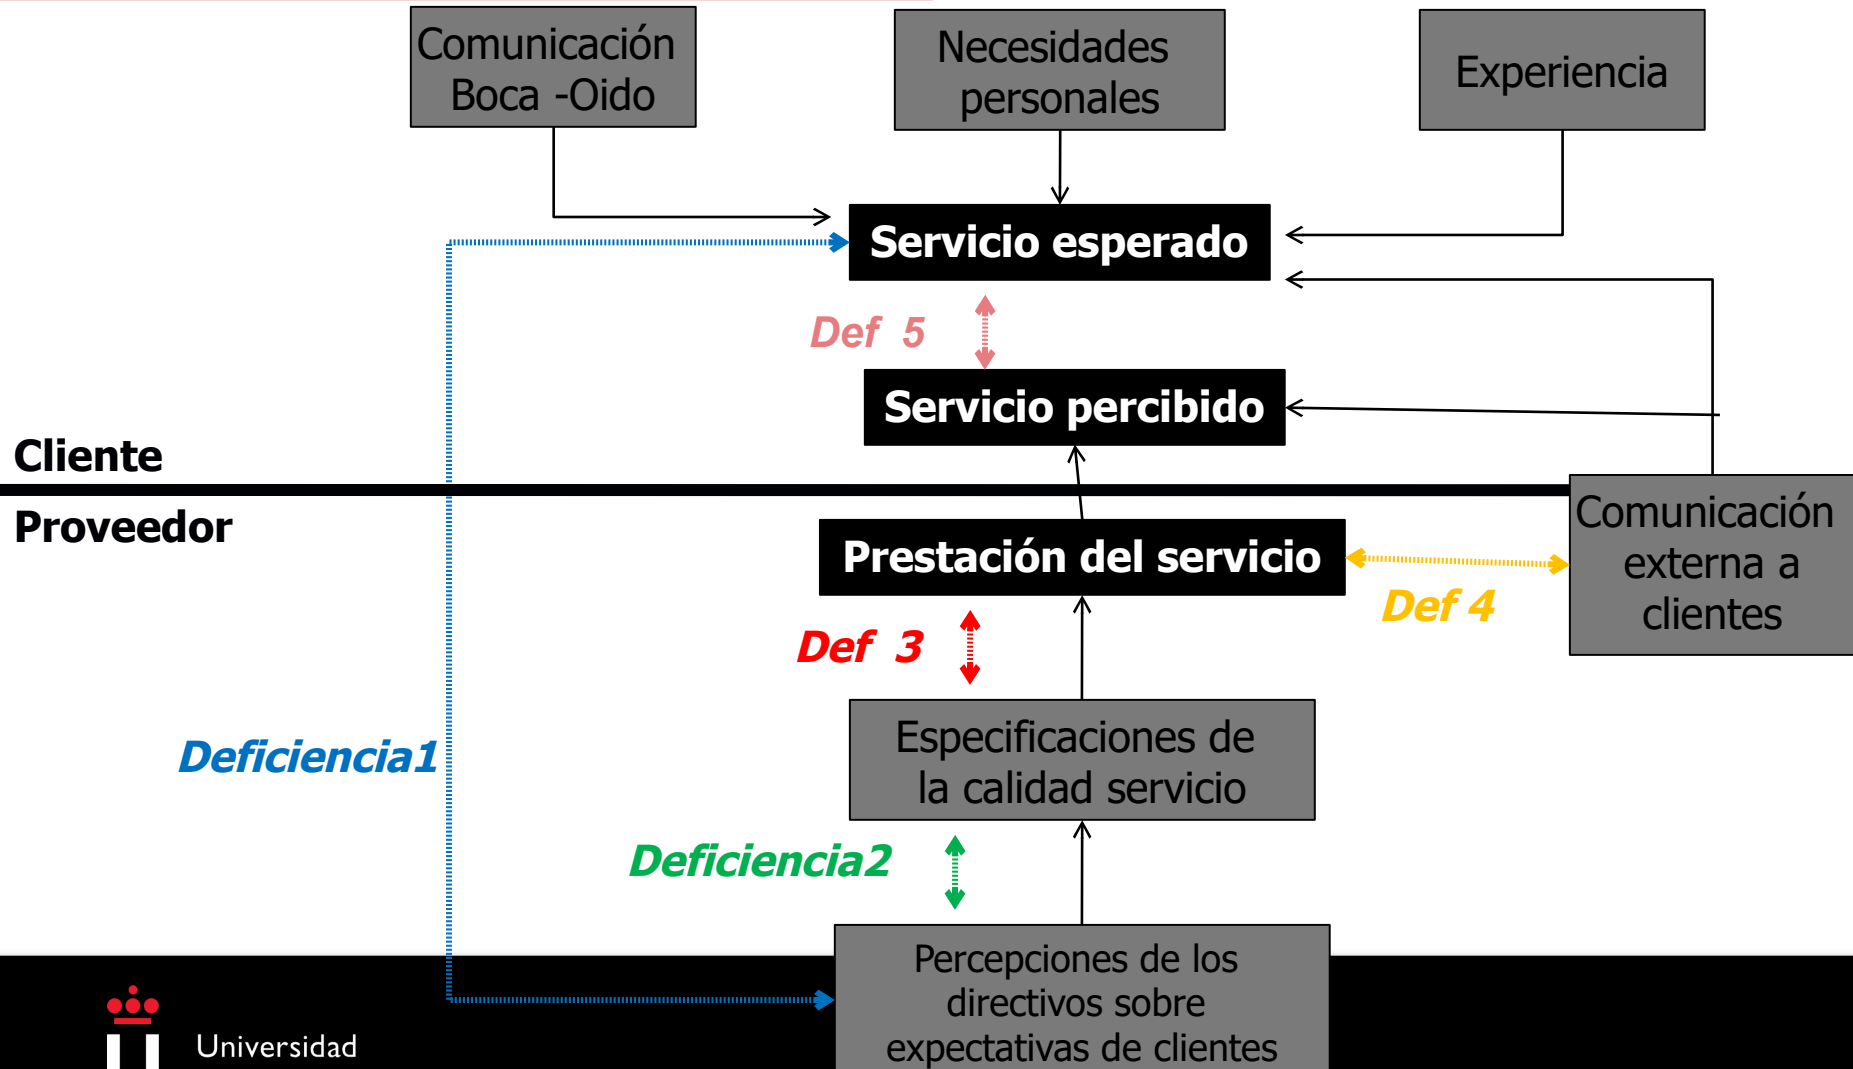 Comunicación
Boca -Oido
Necesidades
personales
Experiencia
Servicio esperado
Def 5
Servicio percibido
Cliente
Proveedor
Comunicación
externa a
clientes
Prestación del servicio
Def 4
Def 3
Especificaciones de
la calidad servicio
Deficiencia1
Deficiencia2
Percepciones de los
directivos sobre
expectativas de clientes
Universidad